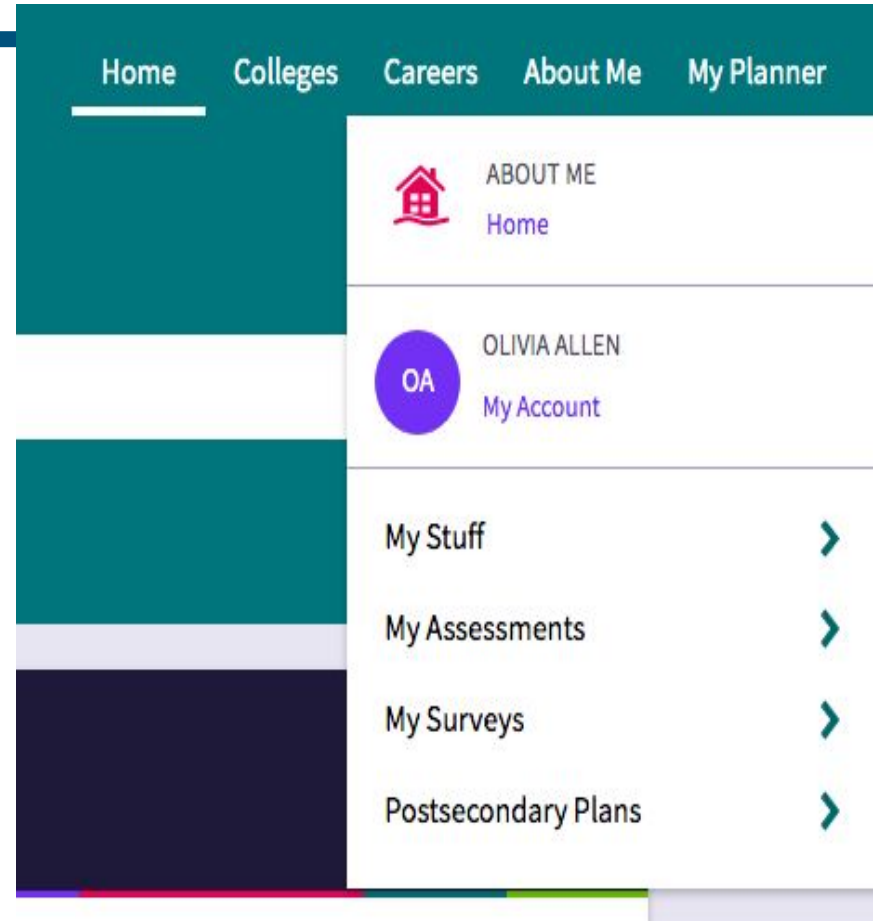 Home Colleges Careers About Me My Planner
ABOUT ME
Home
OA
OLIVIA ALLEN
My Account
My Stuff
My Assessments
My Surveys
Postsecondary Plans